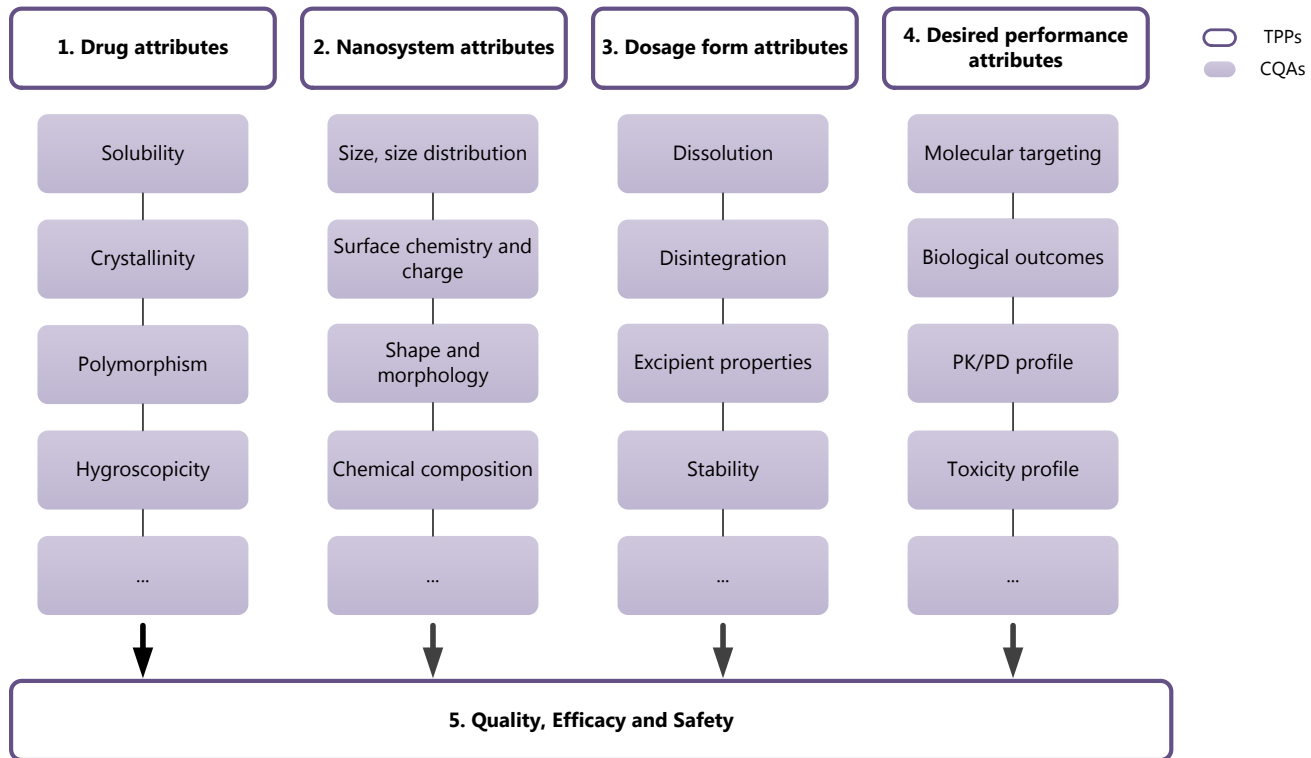 1. Drug attributes
Solubility
Crystallinity
Polymorphism
Hygroscopicity
...
2. Nanosystem attributes
Size, size distribution
Surface chemistry and
charge
Shape and
morphology
Chemical composition
...
3. Dosage form attributes
Dissolution
Disintegration
Excipient properties
Stability
...
4. Desired performance
attributes
Molecular targeting
Biological outcomes
PK/PD profile
Toxicity profile
...
TPPs
CQAs
5. Quality, Efficacy and Safety